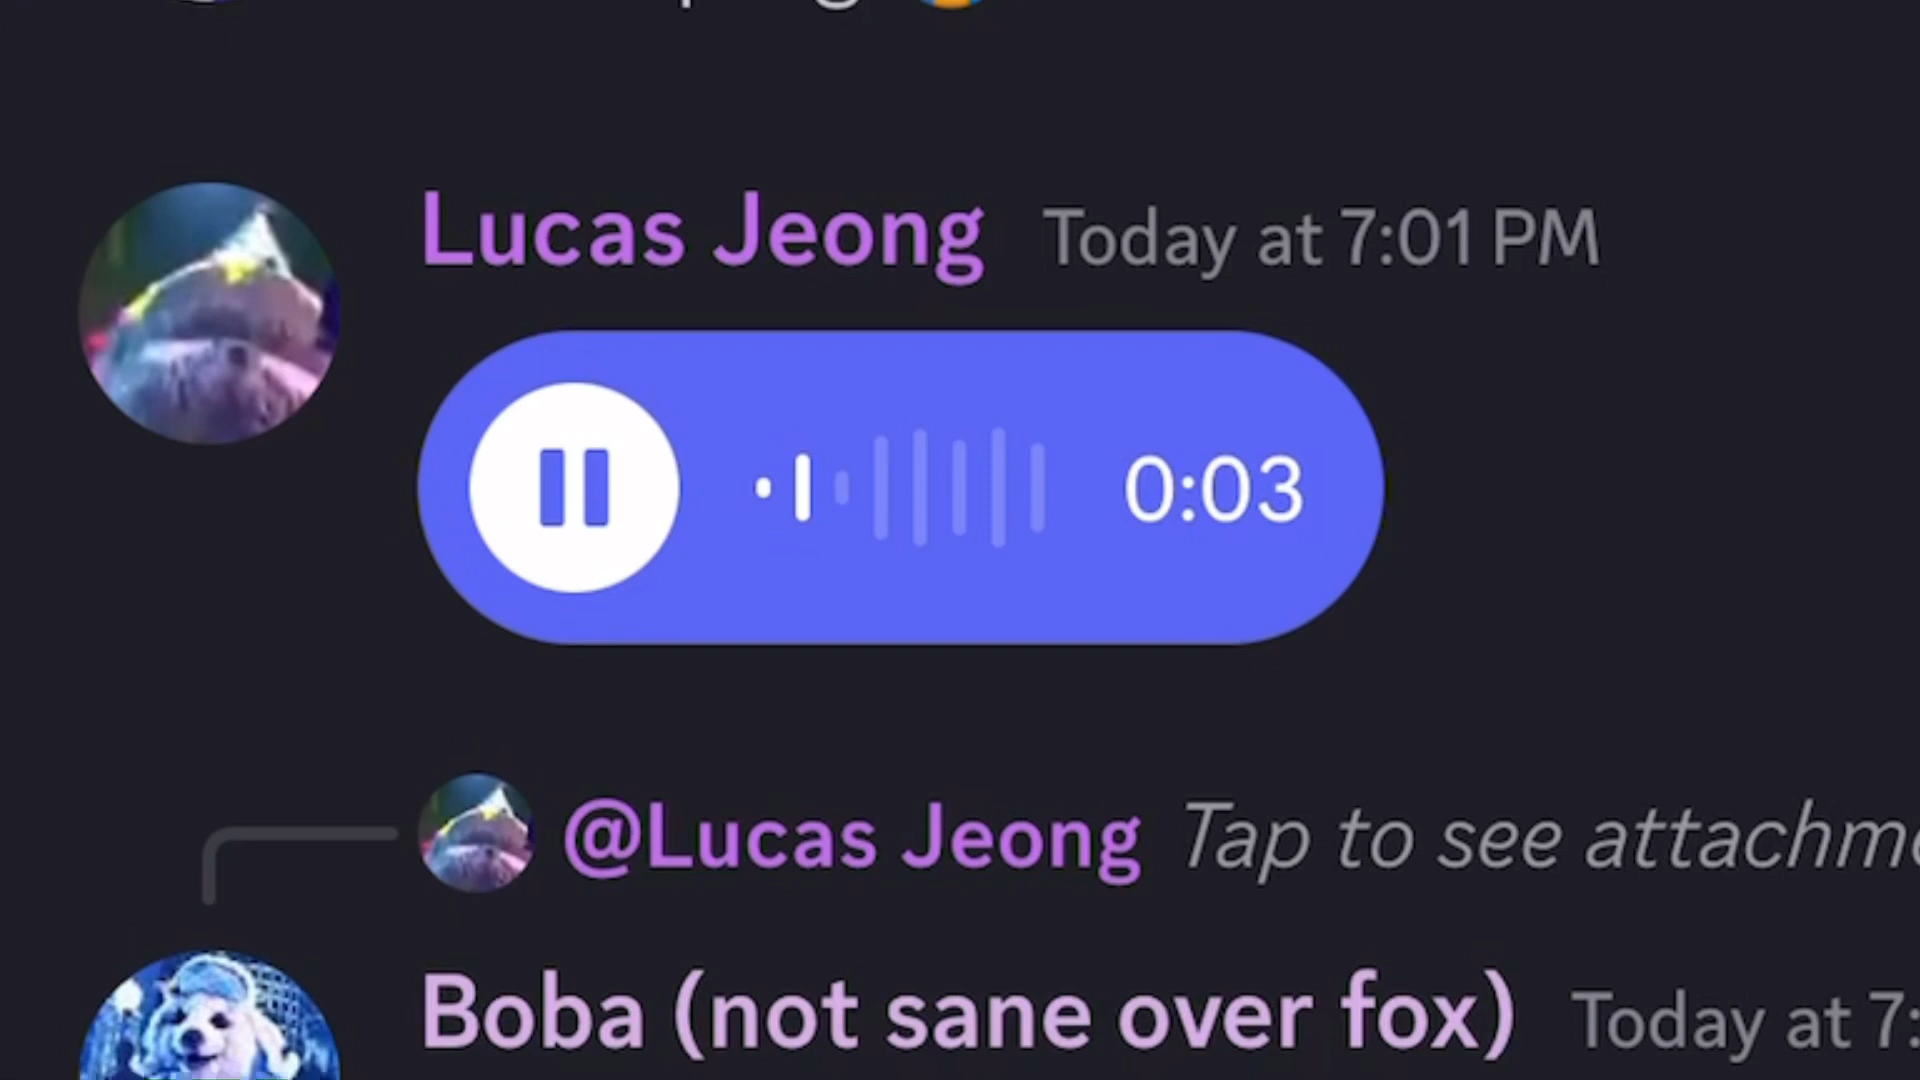 Lucas Jeong Today at 7:01 PM
0:03
@Lucas Jeong Tap to see
Boba (not sane over fox) Today at 7: